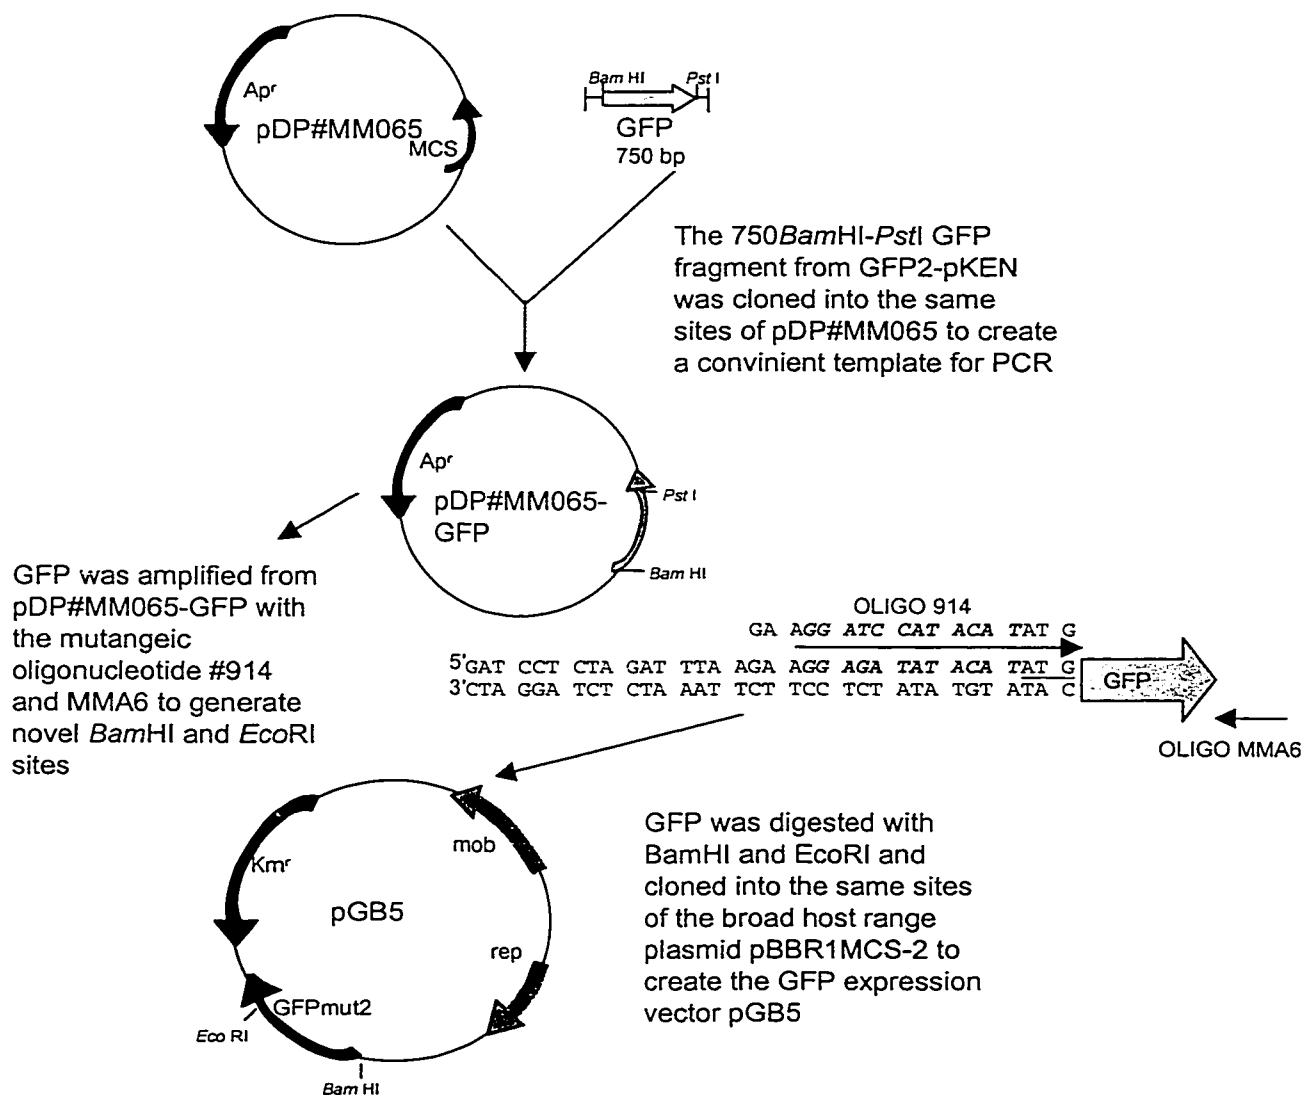 Apr
pDP#MM065
MCS
Bam HI
Pst I
GFP
750 bp
The 750BamHI-PstI GFP
fragment from GFP2-pKEN
was cloned into the same
sites of pDP#MM065 to create
a convinient template for PCR
Apr
pDP#MM065-
GFP
Pst I
Bam HI
GFP was amplified from
pDP#MM065-GFP with
the mutangeic
oligonucleotide #914
and MMA6 to generate
novel BamHI and EcoRI
sites
OLIGO 914
GA AGG ATC CAT ACA TAT G
5'GAT CCT CTA GAT TTA AGA AGG AGA TAT ACA TAT G
3'CTA GGA TCT CTA AAT TCT TCC TCT ATA TGT ATA C
GFP
OLIGO MMA6
Kmr
mob
pGB5
rep
GFPmut2
Eco RI
Bam HI
GFP was digested with
BamHI and EcoRI and
cloned into the same sites
of the broad host range
plasmid pBBR1MCS-2 to
create the GFP expression
vector pGB5